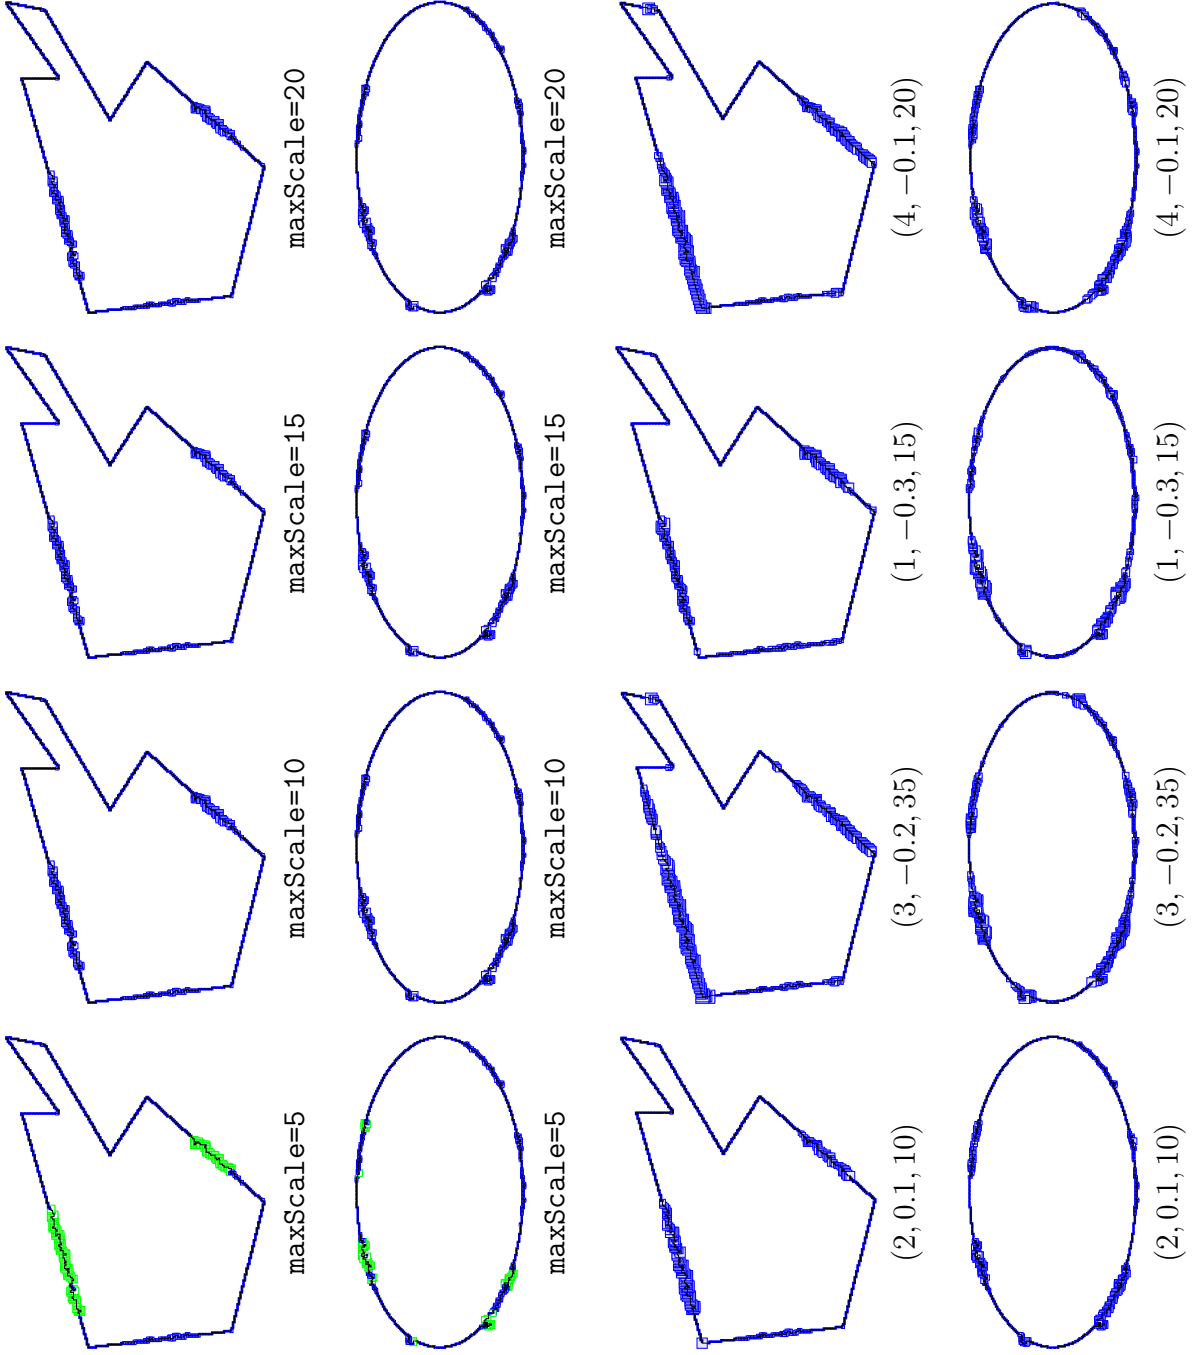 maxScale=5 maxScale=10 maxScale=15 maxScale=20
maxScale=5 maxScale=10 maxScale=15 maxScale=20
(2, 0.1, 10) (3, −0.2, 35) (1, −0.3, 15) (4, −0.1, 20)
(2, 0.1, 10) (3, −0.2, 35) (1, −0.3, 15) (4, −0.1, 20)